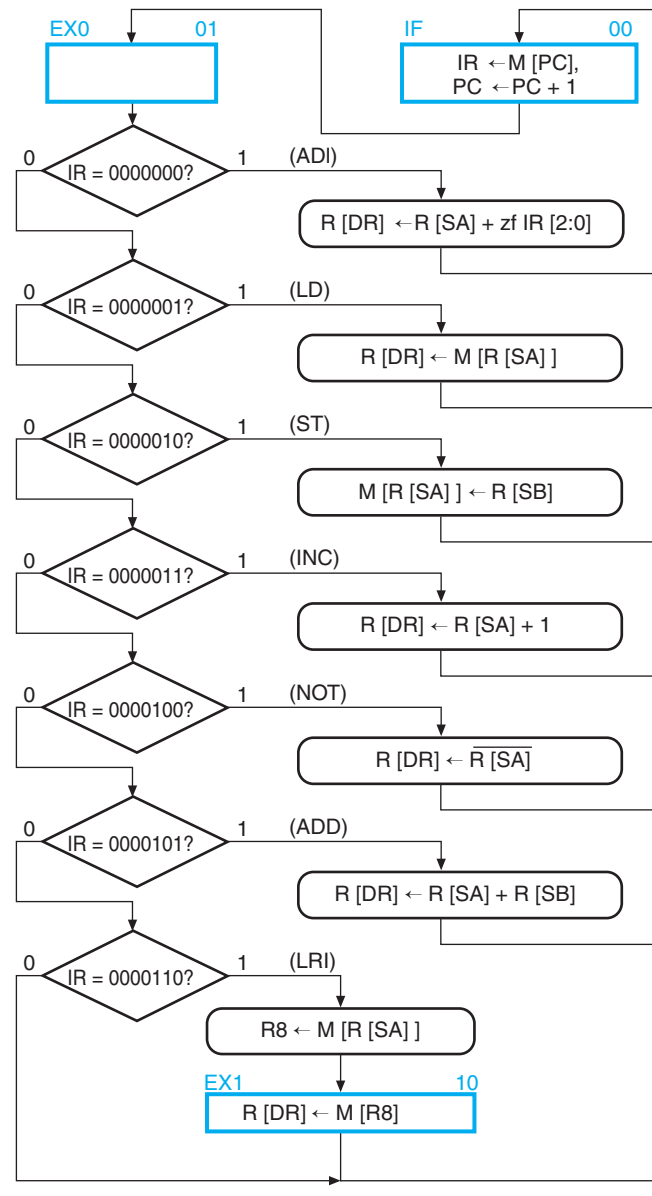 EX0 01
IF 00
IR ← M [PC],
PC ← PC + 1
IR = 0000000?
0
1
(ADI)
R [DR] ← R [SA] + zf IR [2:0]
IR = 0000001?
0
1
(LD)
R [DR] ← M [R [SA] ]
IR = 0000010?
0
1
(ST)
M [R [SA] ] ← R [SB]
IR = 0000011?
0
1
(INC)
R [DR] ← R [SA] + 1
IR = 0000100?
0
1
(NOT)
R [DR] ← R̅ ̅[̅S̅A̅]̅
IR = 0000101?
0
1
(ADD)
R [DR] ← R [SA] + R [SB]
IR = 0000110?
0
1
(LRI)
R8 ← M [R [SA] ]
EX1 10
R [DR] ← M [R8]